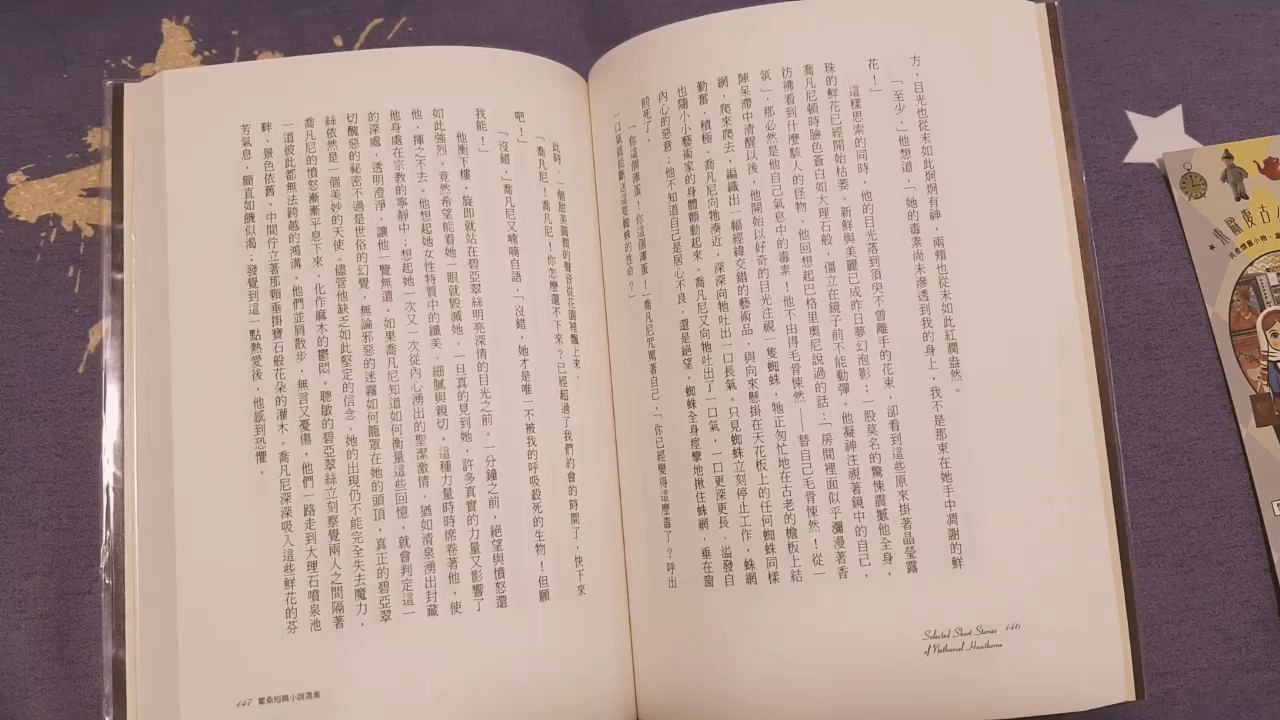 方，目光也從未如此炯炯有神，兩頰也從未如此紅潤盎然。
「至少，」他想道，「她的毒素尚未滲透到我的身上，我不是那束在她手中凋謝的鮮
花！」
這樣思索的同時，他的目光落到須臾不曾離手的花束，卻看到這些原來掛著晶瑩露
珠的鮮花已經開始枯萎，新鮮與美麗已成昨日夢幻泡影；一股莫名的驚悚震撼他全身，
喬凡尼頓時臉色蒼白如大理石般，僵立在鏡子前不能動彈。他凝神注視著鏡中的自己，
彷彿看到什麼駭人的怪物，他回想起巴格里奧尼說過的話：「房間裡面似乎瀰漫著香
氛」，那必然是他自己氣息中的毒素！他不由得毛骨悚然——替自己毛骨悚然！從一
陣呆滯中清醒以後，他開始以好奇的目光注視一隻蜘蛛，牠正匆忙地在古老的檐板上結
網，爬來爬去，編織出一幅經緯交錯的藝術品，與向來懸掛在天花板上的任何蜘蛛同樣
勤奮，積極。喬凡尼向牠湊近，深深向牠吐出一口長氣。只見蜘蛛立刻停止工作，蛛網
也隨小小藝術家的身體顫動起來。喬凡尼又向牠吐出了一口氣，一口更深更長、溢發自
內心的惡意；他不知道自己是居心不良，還是絕望。蜘蛛全身痙攣地揪住蛛網，垂在窗
前死了。
「你這個渾蛋！你這個渾蛋！」喬凡尼咒罵著自己，「你已經變得這麼毒了？呼出
一口氣就能斷送這隻蜘蛛的性命？」
Selected Short Stories 146
of Nathaniel Hawthorne
此時，一個甜美圓潤的聲音從花園裡飄上來，
「喬凡尼！喬凡尼！你怎麼還不下來？已經超過了我們約會的時間了，快下來
吧！」
「沒錯，」喬凡尼又喃喃自語，「沒錯，她才是唯一不被我的呼吸殺死的生物！但願
我能！」
他衝下樓，旋即就站在碧亞翠絲明亮深情的目光之前。一分鐘之前，絕望與憤怒還
如此強烈，竟然希望能看她一眼就毀滅她。一旦真的見到她，許多真實的力量又影響了
他，揮之不去。他想起她女性特質中的纖美、細膩與親切，這種力量時時席卷著他，使
他身處在宗教的寧靜中；想起她一次又一次從內心湧出的聖潔激情，猶如清泉湧出封藏
的深處，透明澄淨，讓他一覽無遺。如果喬凡尼知道如何衡量這些回憶，就會判定這一
切醜惡的祕密不過是世俗的幻覺，無論邪惡的迷霧如何籠罩在她的頭頂，真正的碧亞翠
絲依然是一個美妙的天使。儘管他缺乏如此堅定的信念，她的出現仍不能完全失去魔力，
喬凡尼的憤怒漸漸平息下來，化作麻木的鬱悶。聰敏的碧亞翠絲立刻察覺兩人之間隔著
一道彼此都無法跨越的鴻溝，他們並肩散步，無言又憂傷，他們一路走到大理石噴泉池
畔，景色依舊，中間佇立著那顆垂掛寶石般花朵的灌木。喬凡尼深深吸入這些鮮花的芬
芳氣息，簡直如饑似渴；發覺到這一點熱愛後，他感到恐懼。
147 霍桑短篇小說選集
東歐復古